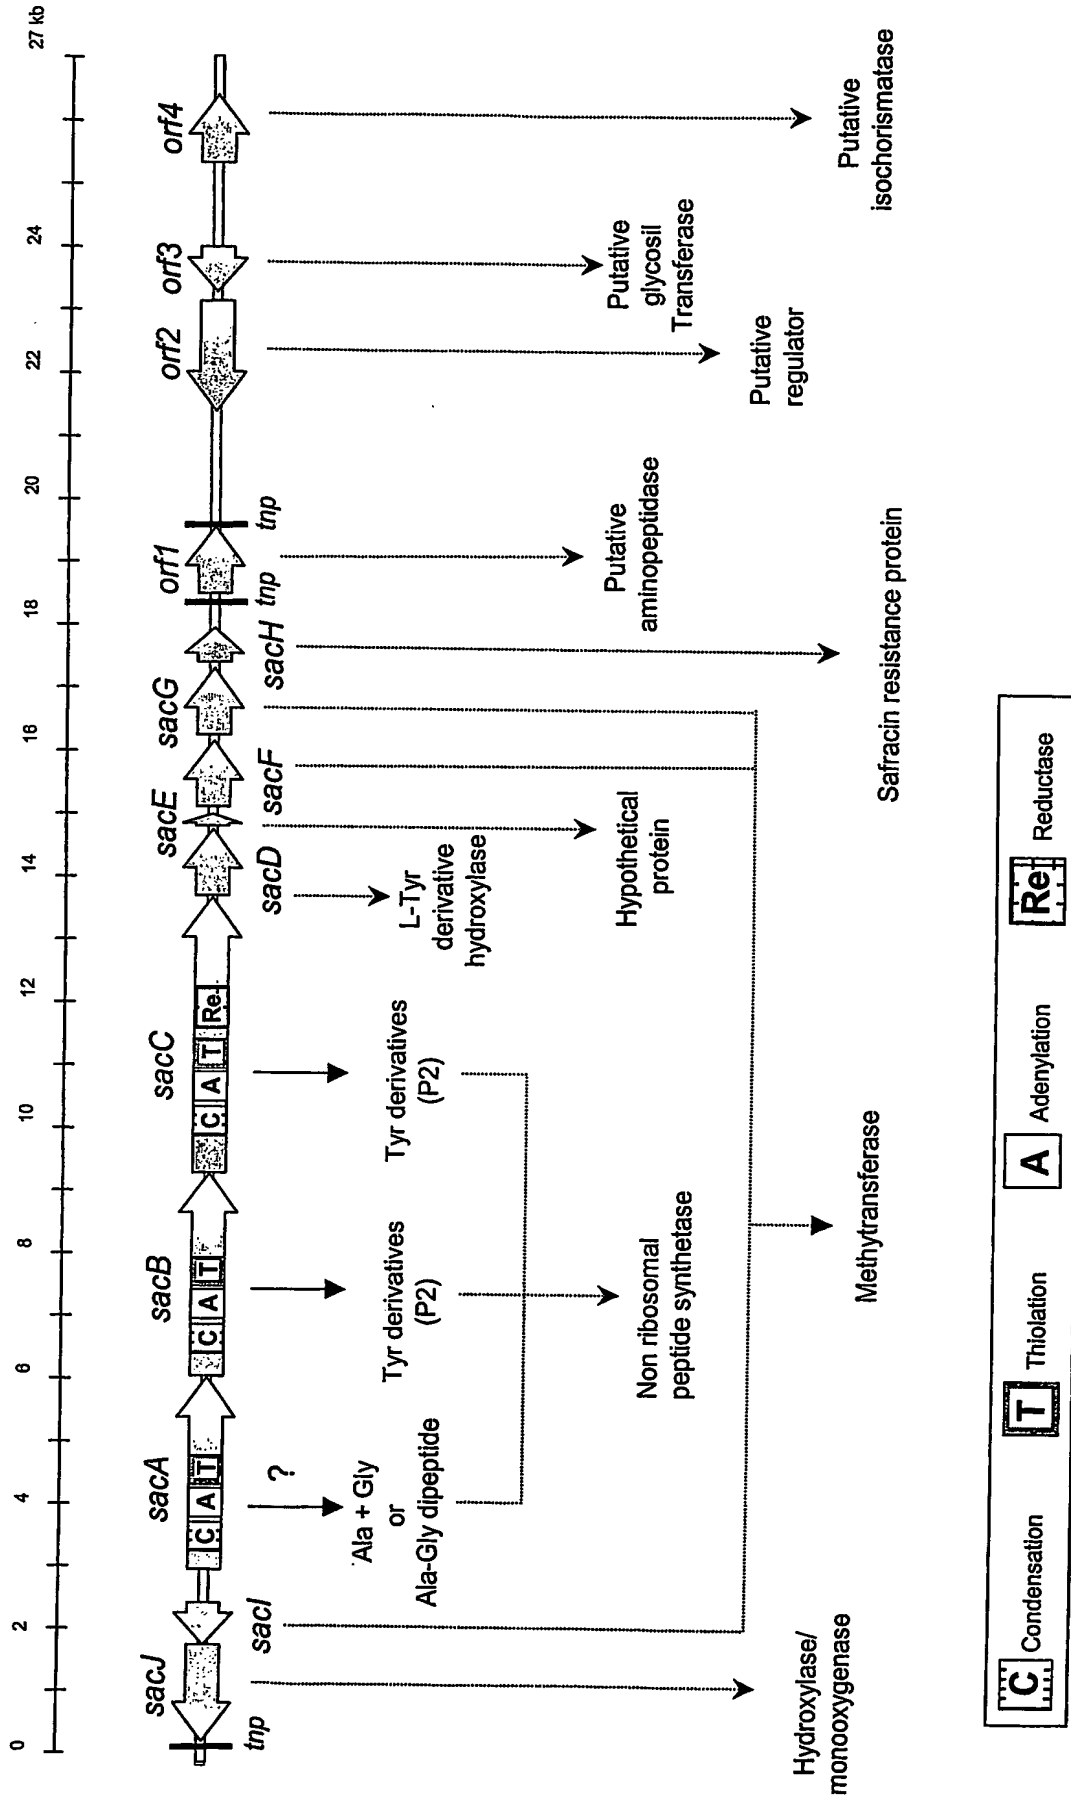 0 2 4 6 8 10 12 14 16 18 20 22 24 27 kb
sacJ sacA sacB sacC sacE sacG orf1 orf2 orf3 orf4
C A T C A T C A T Re
tnp sacI ? sacD sacF sacH tnp tnp
Ala + Gly
or
Ala-Gly dipeptide
Tyr derivatives
(P2)
Tyr derivatives
(P2)
L-Tyr
derivative
hydroxylase
Non ribosomal
peptide synthetase
Hypothetical
protein
Putative
aminopeptidase
Putative
glycosil
Transferase
Putative
regulator
Hydroxylase/
monooxygenase
Methytransferase
Safracin resistance protein
Putative
isochorismatase
C Condensation T Thiolation A Adenylation Re Reductase